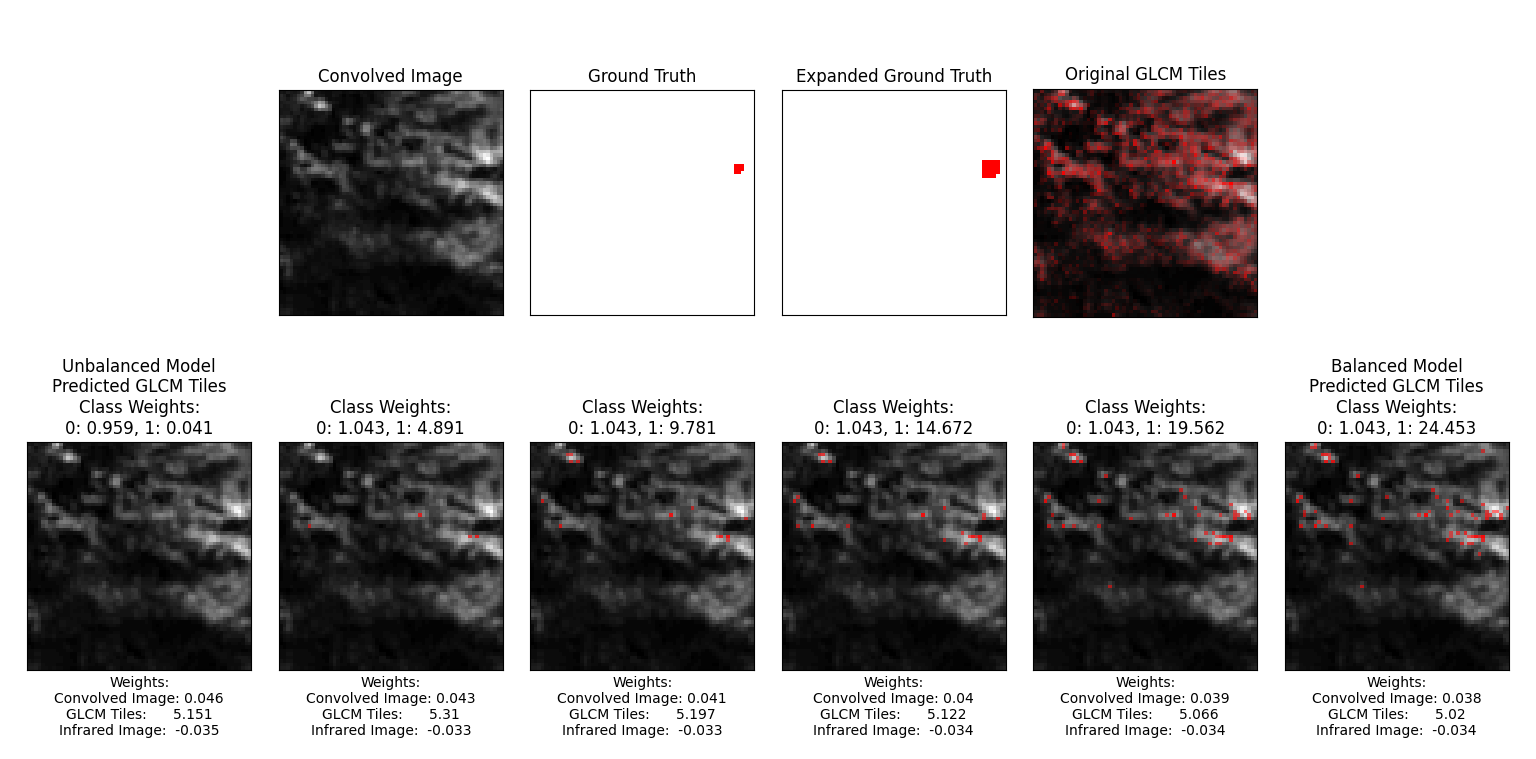 Convolved Image
Ground Truth
Expanded Ground Truth
Original GLCM Tiles
Unbalanced Model
Predicted GLCM Tiles
Class Weights:
0: 0.959, 1: 0.041
Class Weights:
0: 1.043, 1: 4.891
Class Weights:
0: 1.043, 1: 9.781
Class Weights:
0: 1.043, 1: 14.672
Class Weights:
0: 1.043, 1: 19.562
Balanced Model
Predicted GLCM Tiles
Class Weights:
0: 1.043, 1: 24.453
Weights:
Convolved Image: 0.046
GLCM Tiles: 5.151
Infrared Image: -0.035
Weights:
Convolved Image: 0.043
GLCM Tiles: 5.31
Infrared Image: -0.033
Weights:
Convolved Image: 0.041
GLCM Tiles: 5.197
Infrared Image: -0.033
Weights:
Convolved Image: 0.04
GLCM Tiles: 5.122
Infrared Image: -0.034
Weights:
Convolved Image: 0.039
GLCM Tiles: 5.066
Infrared Image: -0.034
Weights:
Convolved Image: 0.038
GLCM Tiles: 5.02
Infrared Image: -0.034